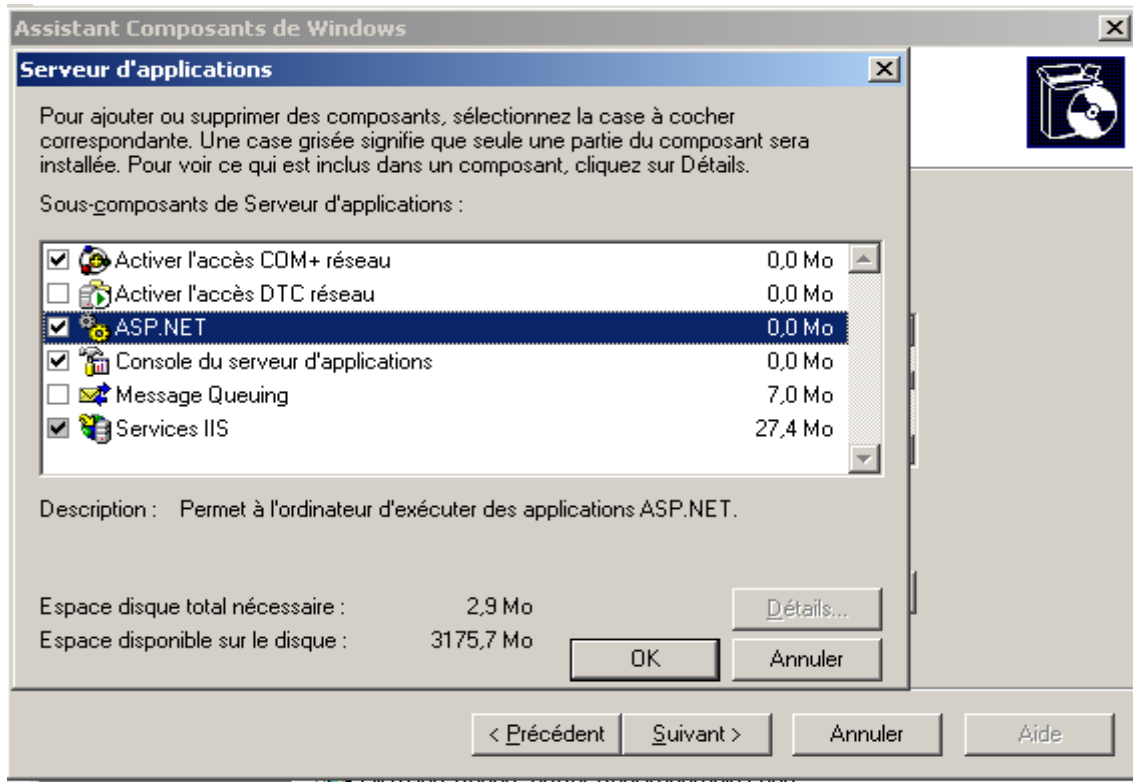 Assistant Composants de Windows
Serveur d'applications
Pour ajouter ou supprimer des composants, sélectionnez la case à cocher
correspondante. Une case grisée signifie que seule une partie du composant sera
installée. Pour voir ce qui est inclus dans un composant, cliquez sur Détails.
Sous-composants de Serveur d'applications :
Activer l'accès COM+ réseau 0,0 Mo
Activer l'accès DTC réseau 0,0 Mo
ASP.NET 0,0 Mo
Console du serveur d'applications 0,0 Mo
Message Queuing 7,0 Mo
Services IIS 27,4 Mo
Description : Permet à l'ordinateur d'exécuter des applications ASP.NET.
Espace disque total nécessaire : 2,9 Mo
Détails...
Espace disponible sur le disque : 3175,7 Mo
OK Annuler
< Précédent Suivant > Annuler Aide